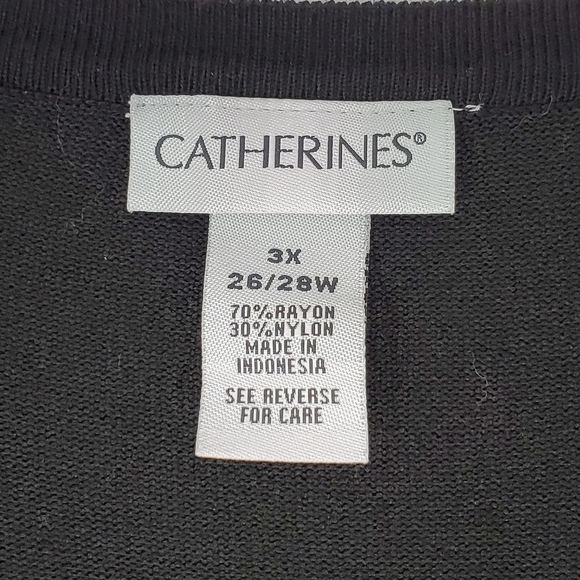 CATHERINES®
3X
26/28W
70%RAYON
30%NYLON
MADE IN
INDONESIA
SEE REVERSE
FOR CARE